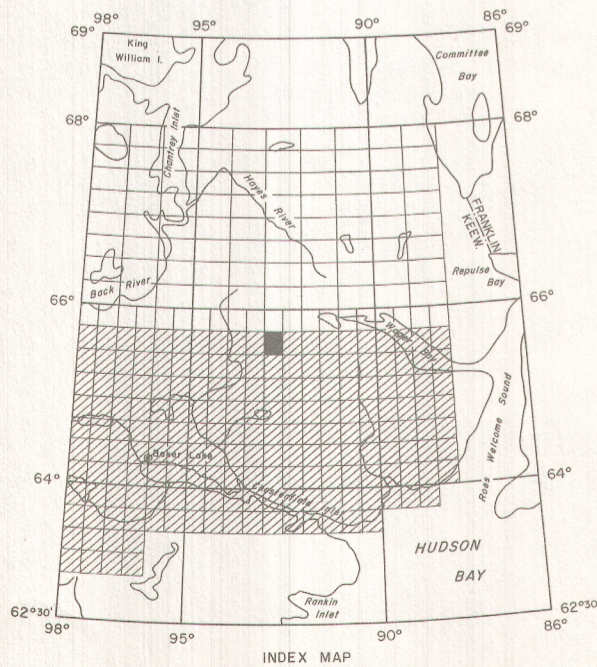 98°
95°
90°
86°
69°
69°
King
William I.
Committee
Bay
68°
68°
Chantrey Inlet
Hayes River
FRANKLIN
KEEW.
Repulse
Bay
Back River
66°
66°
Wager Bay
Roes Welcome Sound
Baker Lake
64°
64°
Chesterfield Inlet
HUDSON
BAY
Rankin
Inlet
62°30'
62°30'
98°
95°
90°
86°
INDEX MAP